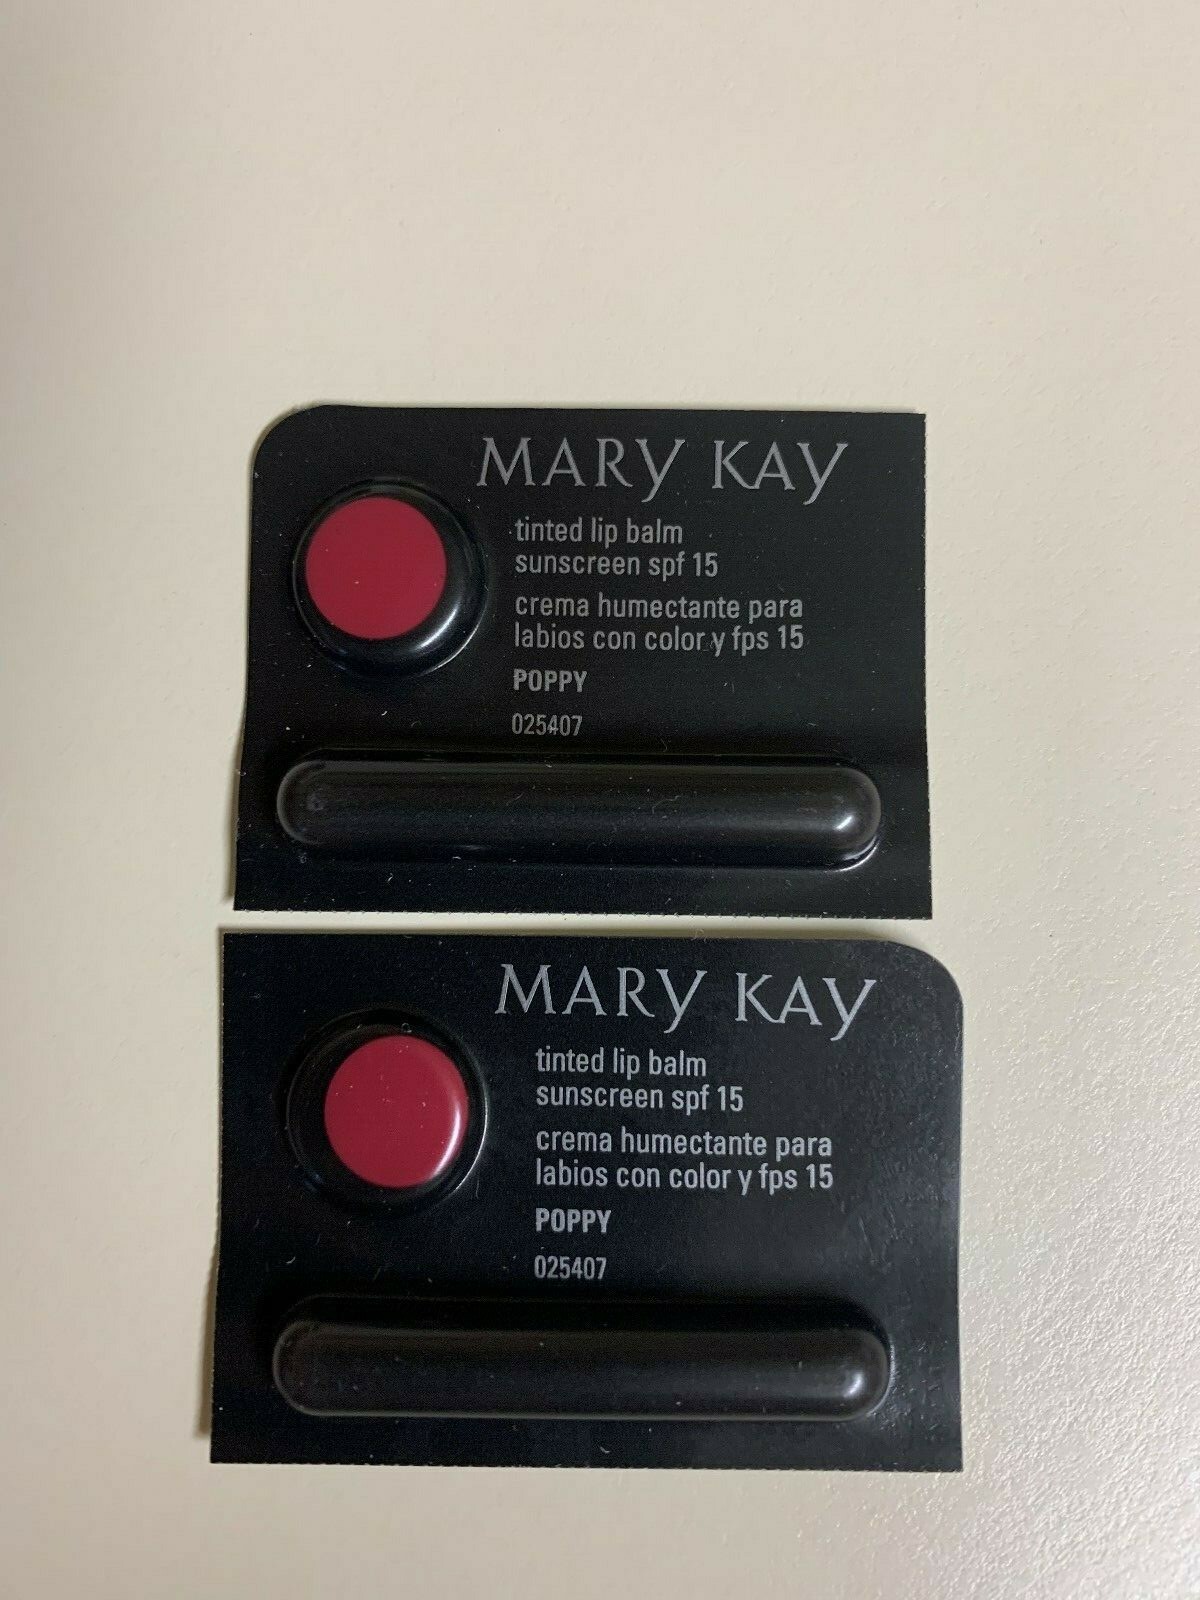 MARY KAY
tinted lip balm
sunscreen spf 15
crema humectante para
labios con color y fps 15
POPPY
025407
MARY KAY
tinted lip balm
sunscreen spf 15
crema humectante para
labios con color y fps 15
POPPY
025407